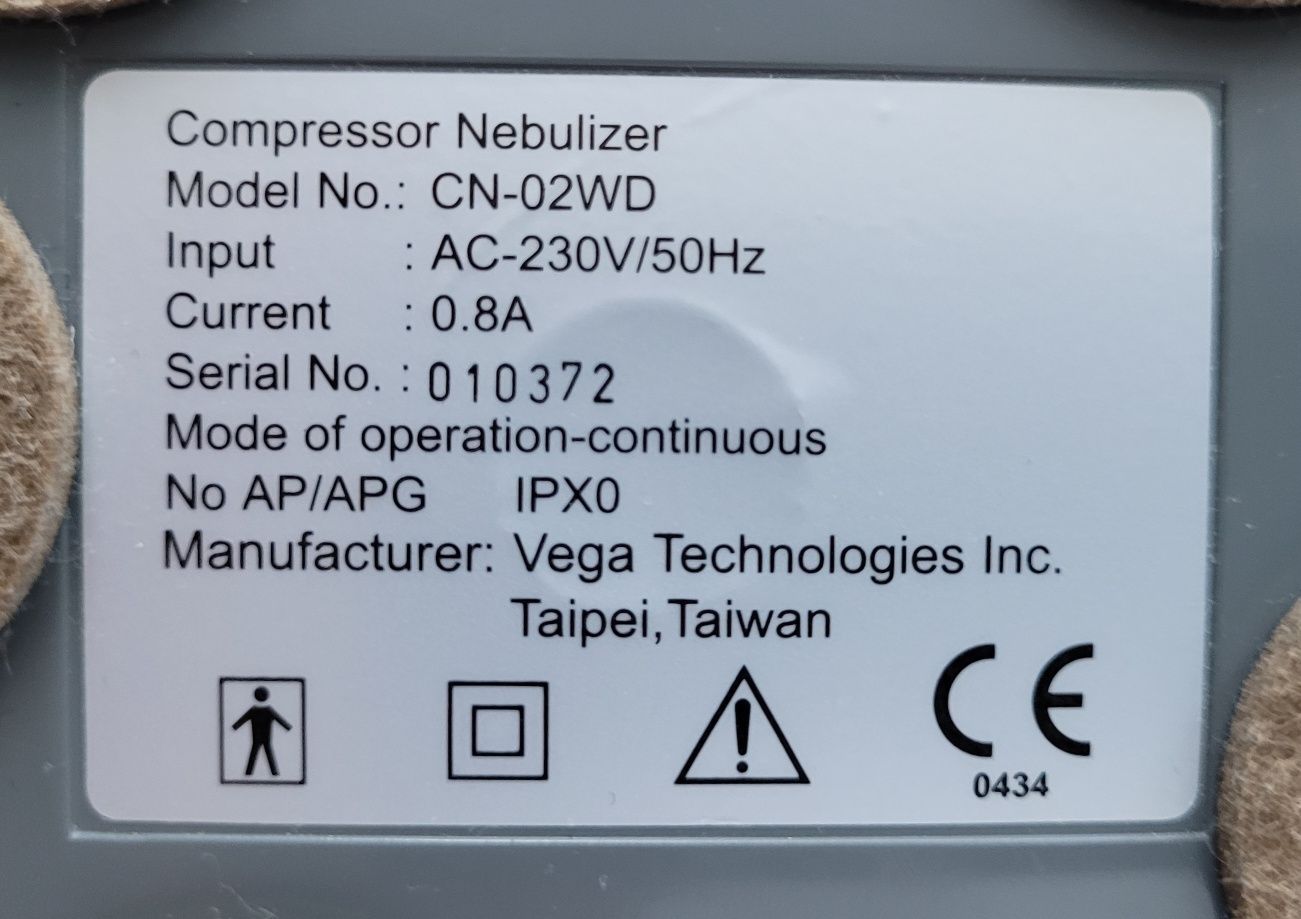 Compressor Nebulizer
Model No.: CN-02WD
Input : AC-230V/50Hz
Current : 0.8A
Serial No. : 010372
Mode of operation-continuous
No AP/APG IPX0
Manufacturer: Vega Technologies Inc.
Taipei,Taiwan
CE
0434